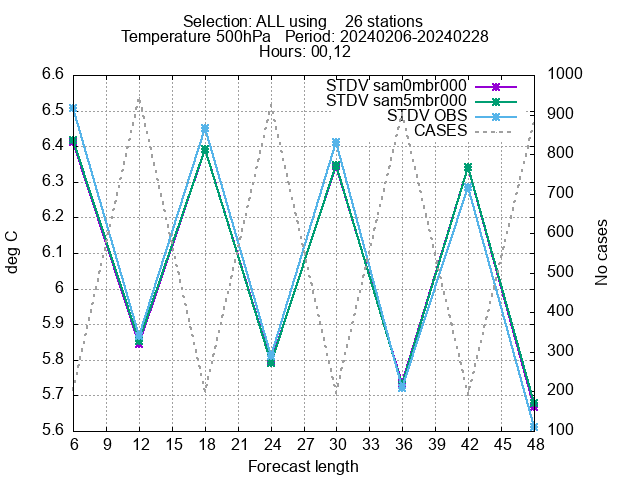 Selection: ALL using 26 stations
Temperature 500hPa Period: 20240206-20240228
Hours: 00,12
STDV sam0mbr000
STDV sam5mbr000
STDV OBS
CASES
6.6
6.5
6.4
6.3
6.2
6.1
6
5.9
5.8
5.7
5.6
deg C
1000
900
800
700
600
500
400
300
200
100
No cases
6 9 12 15 18 21 24 27 30 33 36 39 42 45 48
Forecast length